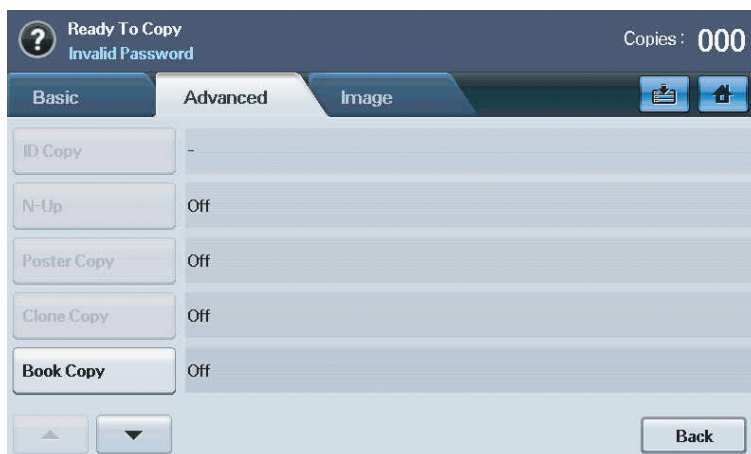 Ready To Copy
Invalid Password
Copies : 000
Basic
Advanced
Image
ID Copy
-
N-Up
Off
Poster Copy
Off
Clone Copy
Off
Book Copy
Off
Back